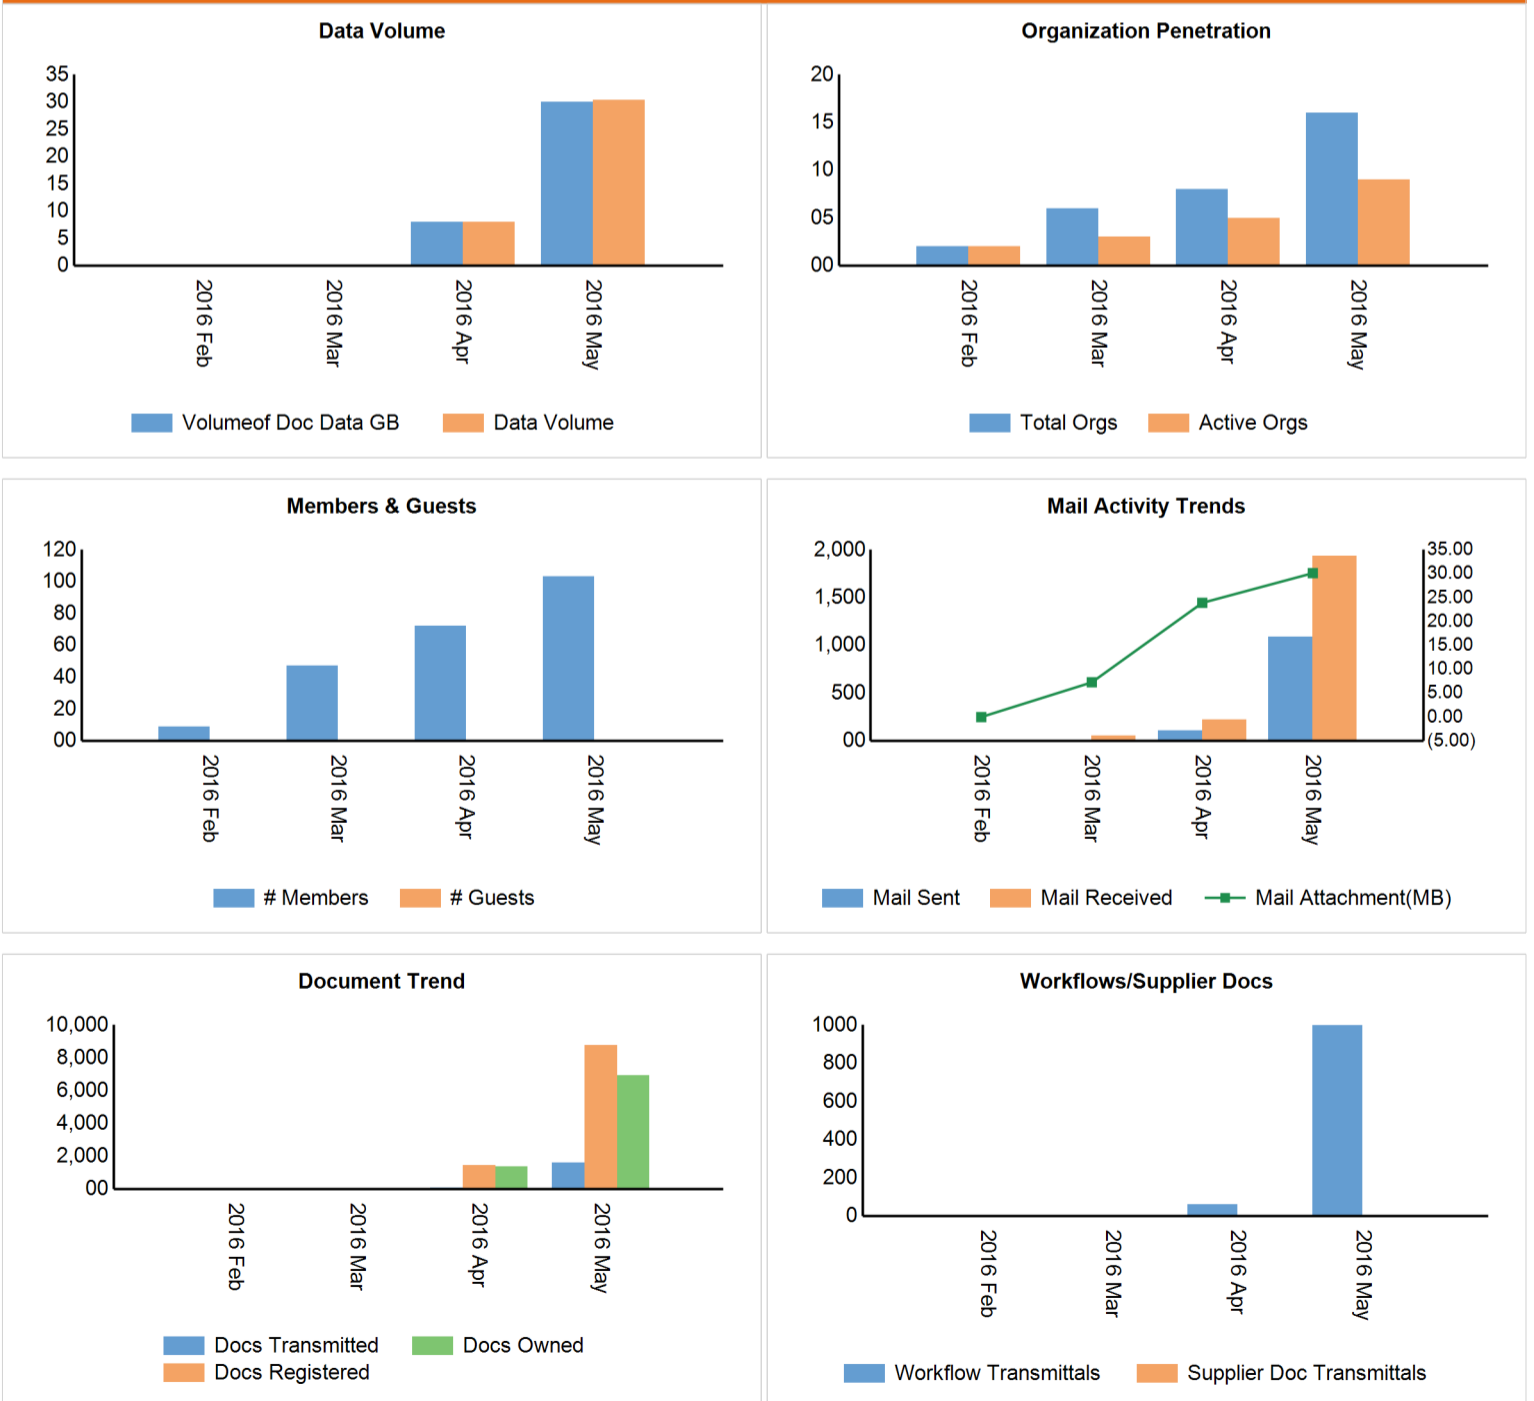 Data Volume
35
30
25
20
15
10
5
0
2016 Feb
2016 Mar
2016 Apr
2016 May
Volumeof Doc Data GB
Data Volume
Organization Penetration
20
15
10
05
00
2016 Feb
2016 Mar
2016 Apr
2016 May
Total Orgs
Active Orgs
Members & Guests
120
100
80
60
40
20
00
2016 Feb
2016 Mar
2016 Apr
2016 May
# Members
# Guests
Mail Activity Trends
2,000
1,500
1,000
500
00
35.00
30.00
25.00
20.00
15.00
10.00
5.00
0.00
(5.00)
2016 Feb
2016 Mar
2016 Apr
2016 May
Mail Sent
Mail Received
Mail Attachment(MB)
Document Trend
10,000
8,000
6,000
4,000
2,000
00
2016 Feb
2016 Mar
2016 Apr
2016 May
Docs Transmitted
Docs Owned
Docs Registered
Workflows/Supplier Docs
1000
800
600
400
200
0
2016 Feb
2016 Mar
2016 Apr
2016 May
Workflow Transmittals
Supplier Doc Transmittals